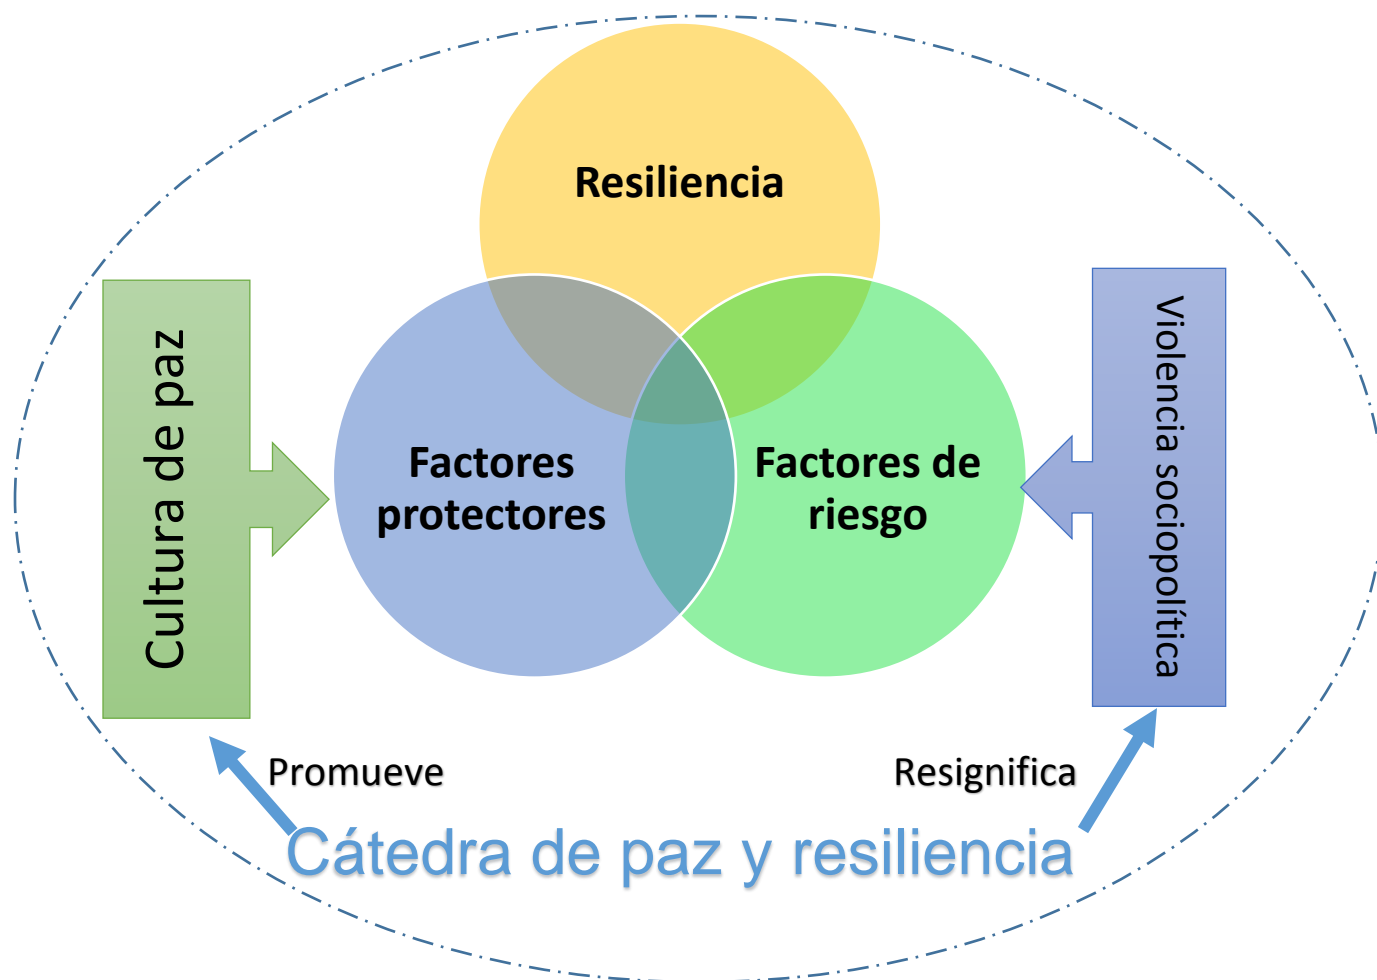 Resiliencia
Cultura de paz
Factores
protectores
Factores de
riesgo
Violencia sociopolítica
Promueve
Resignifica
Cátedra de paz y resiliencia